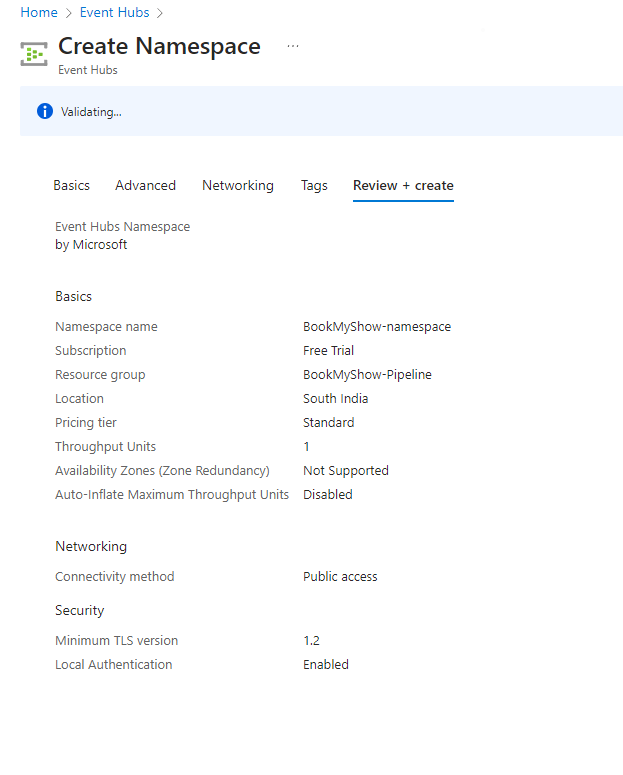 Home > Event Hubs >
Create Namespace ...
Event Hubs
Validating...
Basics Advanced Networking Tags Review + create
Event Hubs Namespace
by Microsoft
Basics
Namespace name BookMyShow-namespace
Subscription Free Trial
Resource group BookMyShow-Pipeline
Location South India
Pricing tier Standard
Throughput Units 1
Availability Zones (Zone Redundancy) Not Supported
Auto-Inflate Maximum Throughput Units Disabled
Networking
Connectivity method Public access
Security
Minimum TLS version 1.2
Local Authentication Enabled